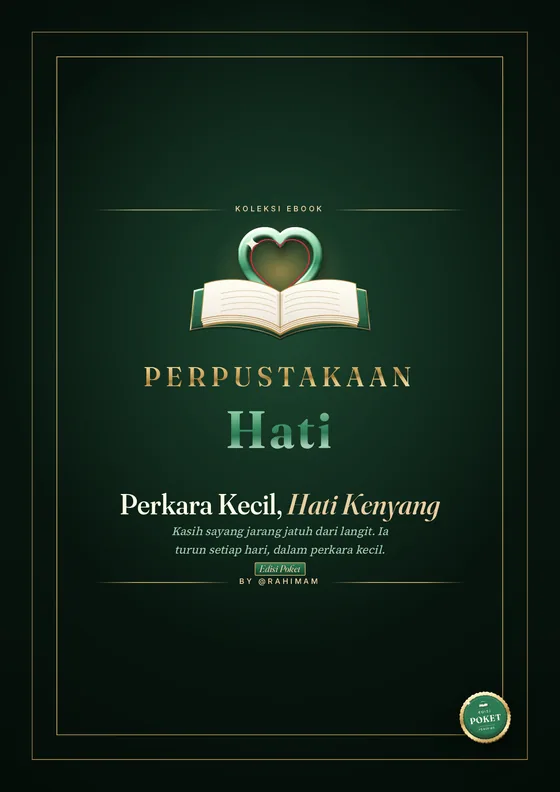 KOLEKSI EBOOK
PERPUSTAKAAN
Hati
Perkara Kecil, Hati Kenyang
Kasih sayang jarang jatuh dari langit. Ia
turun setiap hari, dalam perkara kecil.
Edisi Poket
BY @RAHIMAM
EDISI
POKET